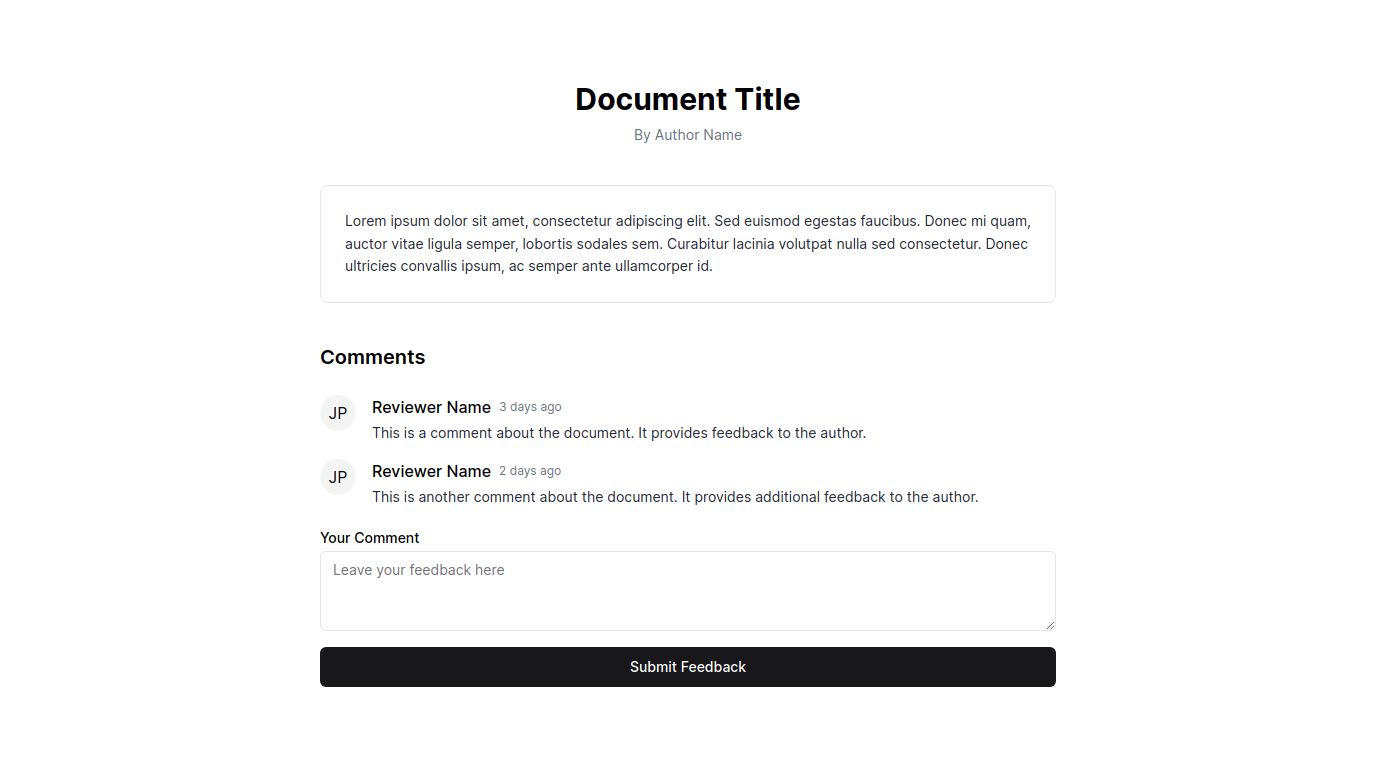 Document Title
By Author Name
Lorem ipsum dolor sit amet, consectetur adipiscing elit. Sed euismod egestas faucibus. Donec mi quam,
auctor vitae ligula semper, lobortis sodales sem. Curabitur lacinia volutpat nulla sed consectetur. Donec
ultricies convallis ipsum, ac semper ante ullamcorper id.
Comments
JP
Reviewer Name 3 days ago
This is a comment about the document. It provides feedback to the author.
JP
Reviewer Name 2 days ago
This is another comment about the document. It provides additional feedback to the author.
Your Comment
Leave your feedback here
Submit Feedback